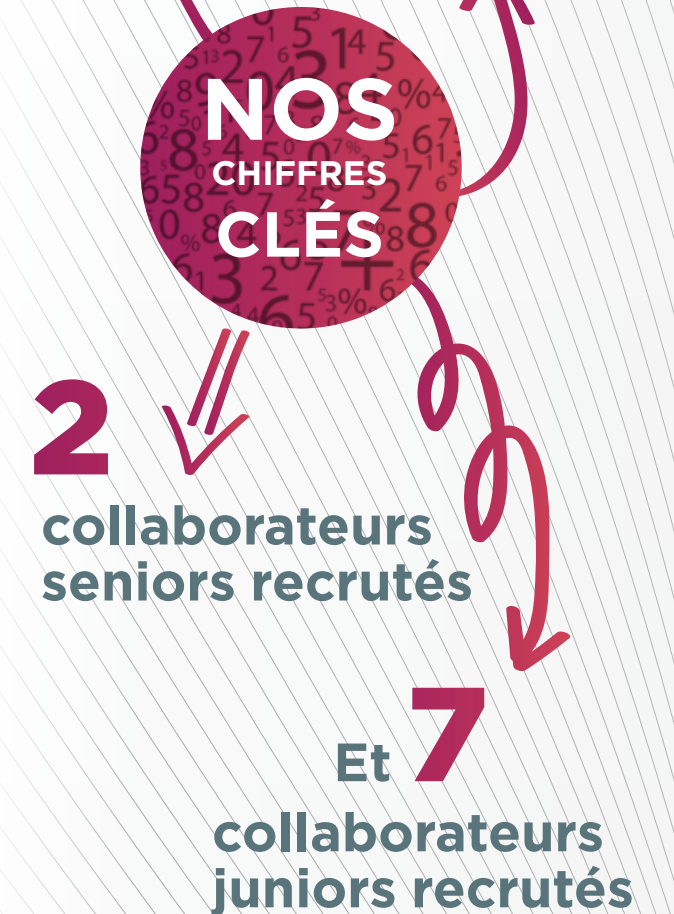 NOS
CHIFFRES
CLÉS
2
collaborateurs
seniors recrutés
Et 7
collaborateurs
juniors recrutés